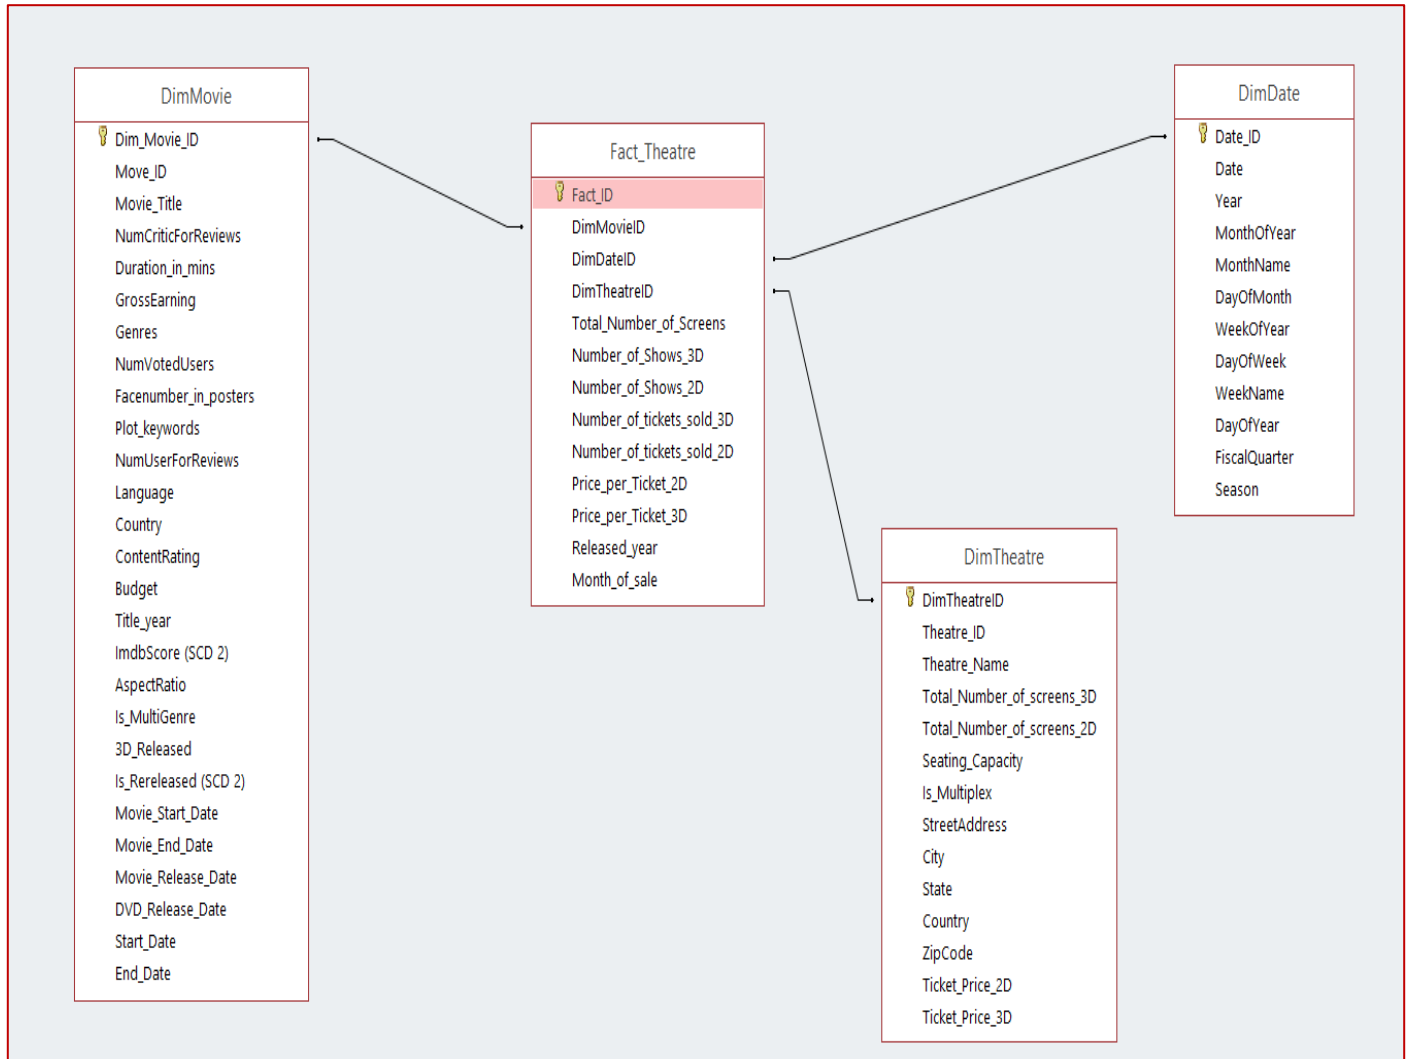 DimMovie
Dim_Movie_ID
Move_ID
Movie_Title
NumCriticForReviews
Duration_in_mins
GrossEarning
Genres
NumVotedUsers
Facenumber_in_posters
Plot_keywords
NumUserForReviews
Language
Country
ContentRating
Budget
Title_year
ImdbScore (SCD 2)
AspectRatio
Is_MultiGenre
3D_Released
Is_Rereleased (SCD 2)
Movie_Start_Date
Movie_End_Date
Movie_Release_Date
DVD_Release_Date
Start_Date
End_Date
Fact_Theatre
Fact_ID
DimMovieID
DimDateID
DimTheatreID
Total_Number_of_Screens
Number_of_Shows_3D
Number_of_Shows_2D
Number_of_tickets_sold_3D
Number_of_tickets_sold_2D
Price_per_Ticket_2D
Price_per_Ticket_3D
Released_year
Month_of_sale
DimDate
Date_ID
Date
Year
MonthOfYear
MonthName
DayOfMonth
WeekOfYear
DayOfWeek
WeekName
DayOfYear
FiscalQuarter
Season
DimTheatre
DimTheatreID
Theatre_ID
Theatre_Name
Total_Number_of_screens_3D
Total_Number_of_screens_2D
Seating_Capacity
Is_Multiplex
StreetAddress
City
State
Country
ZipCode
Ticket_Price_2D
Ticket_Price_3D